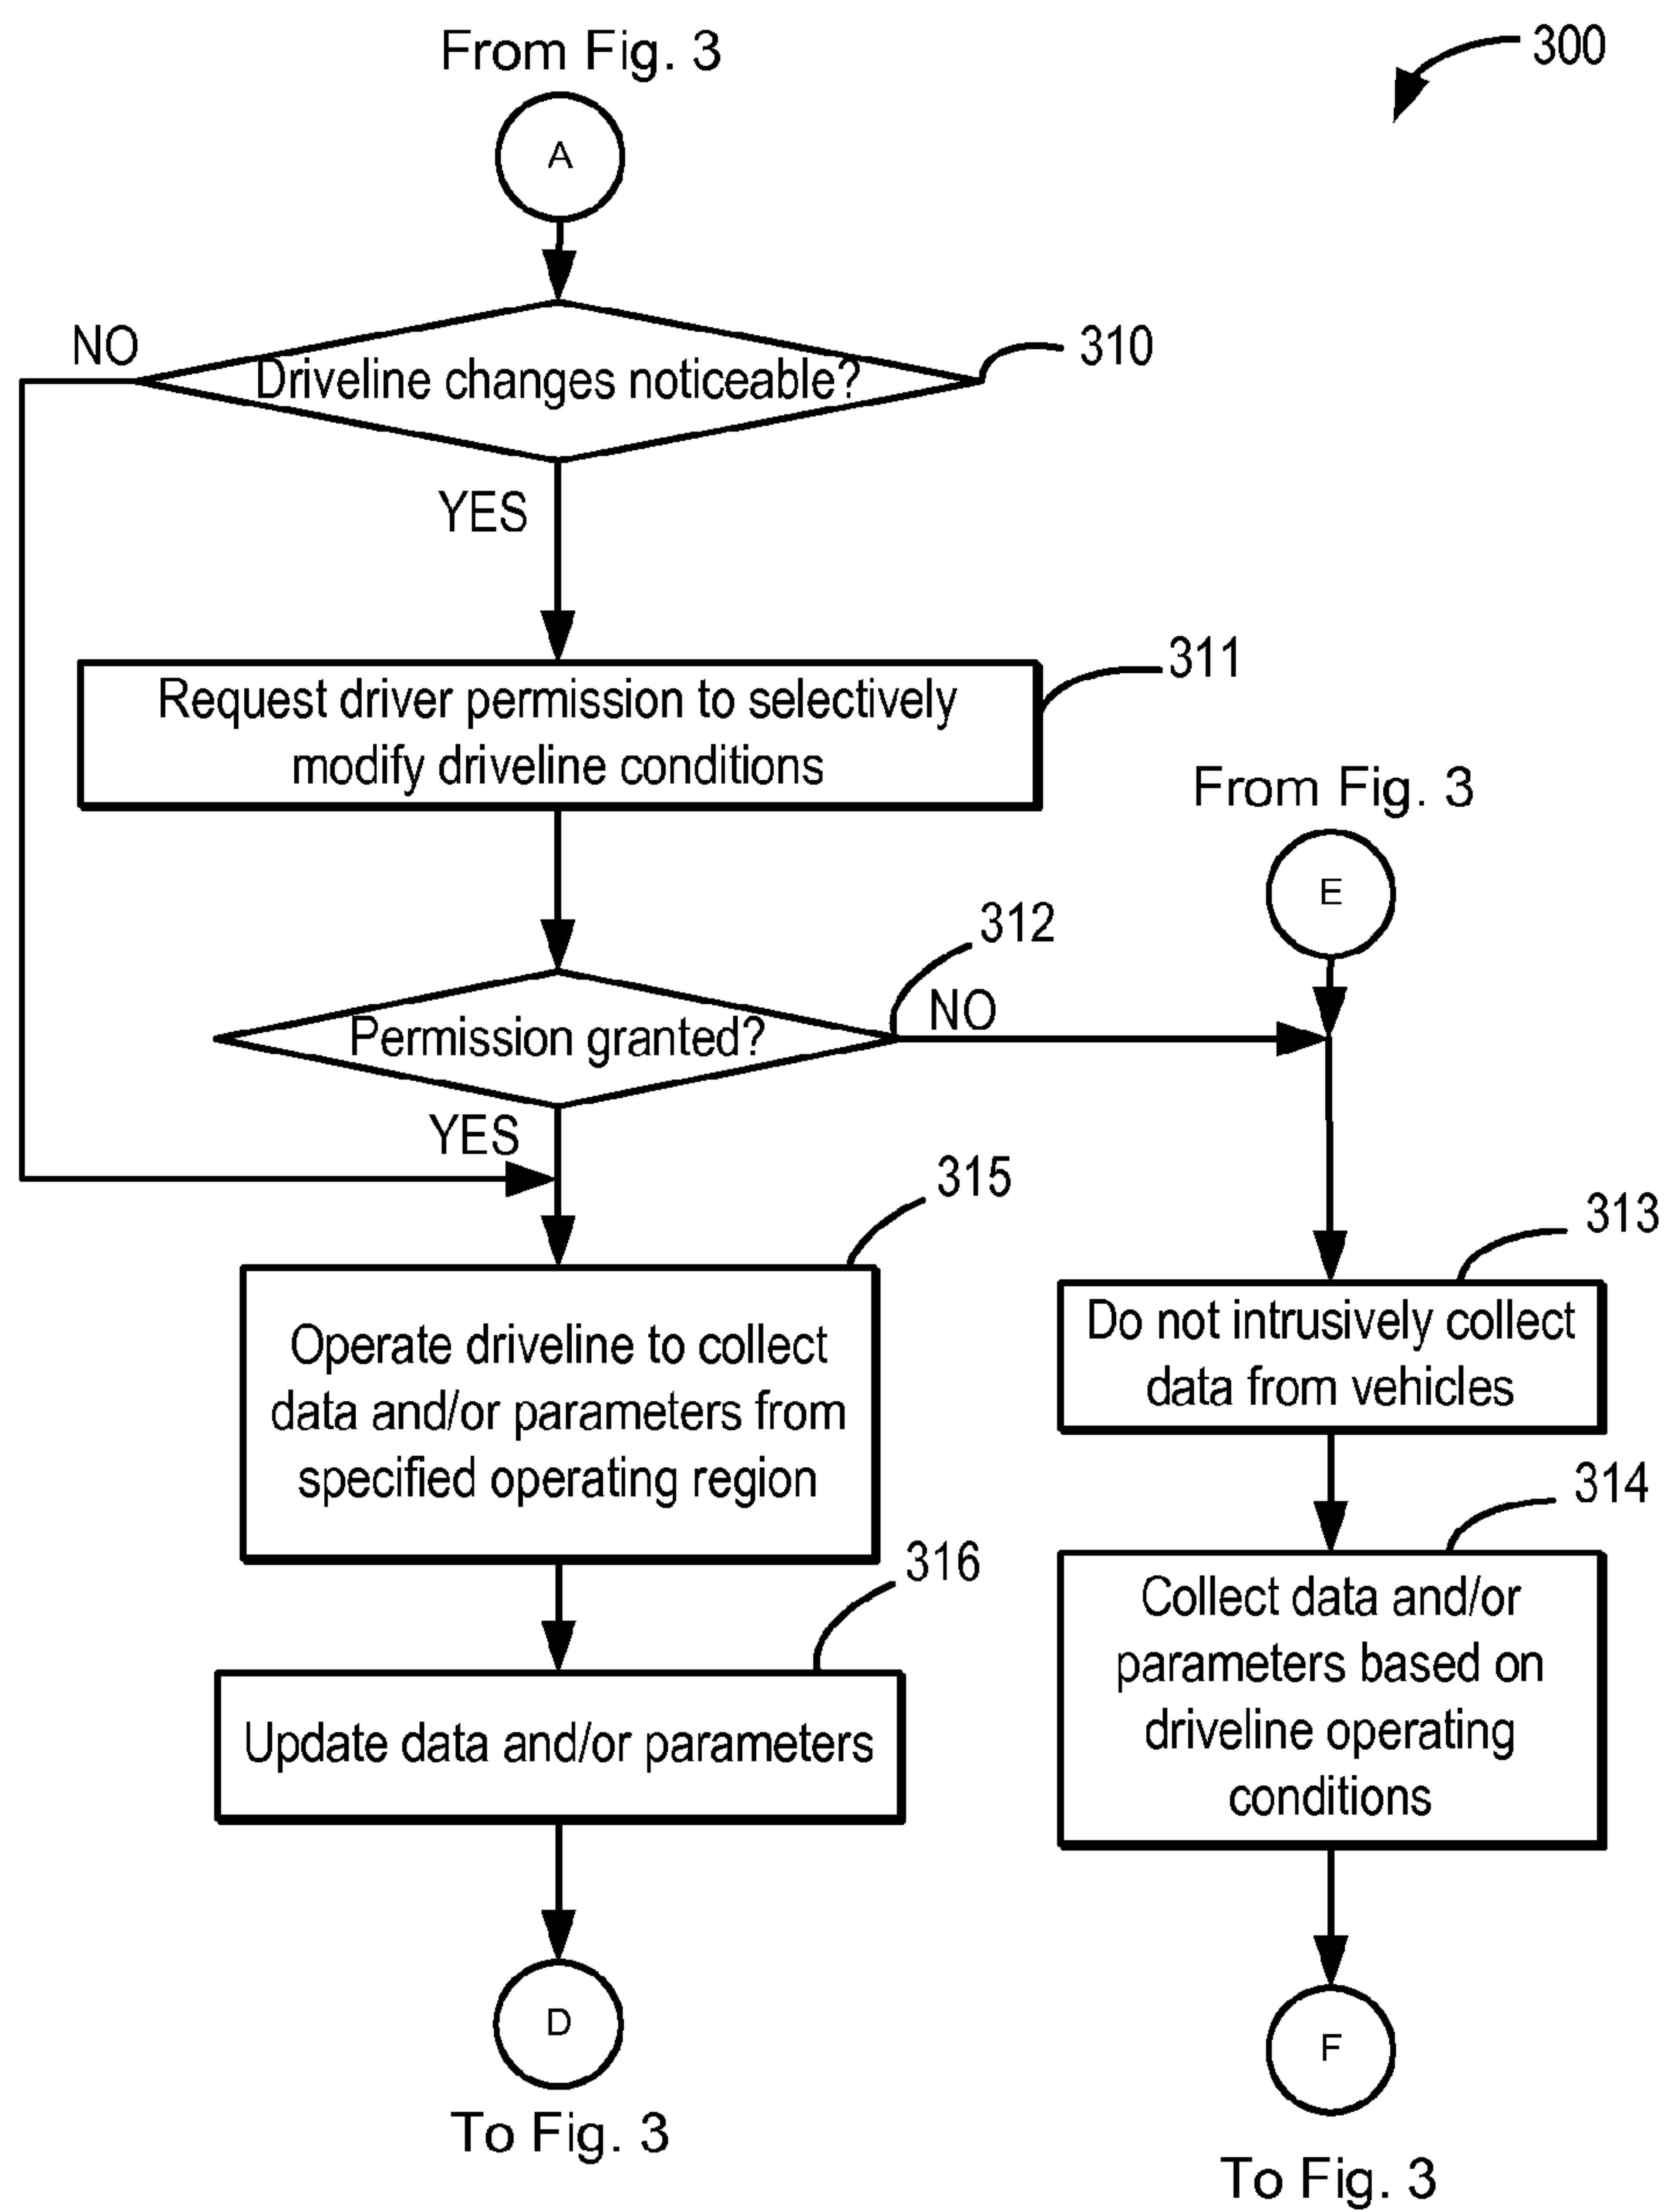 From Fig. 3
300
A
NO
Driveline changes noticeable?
310
YES
311
Request driver permission to selectively
modify driveline conditions
From Fig. 3
E
312
NO
Permission granted?
YES
315
313
Operate driveline to collect
data and/or parameters from
specified operating region
Do not intrusively collect
data from vehicles
314
316
Collect data and/or
parameters based on
driveline operating
conditions
Update data and/or parameters
D
F
To Fig. 3
To Fig. 3